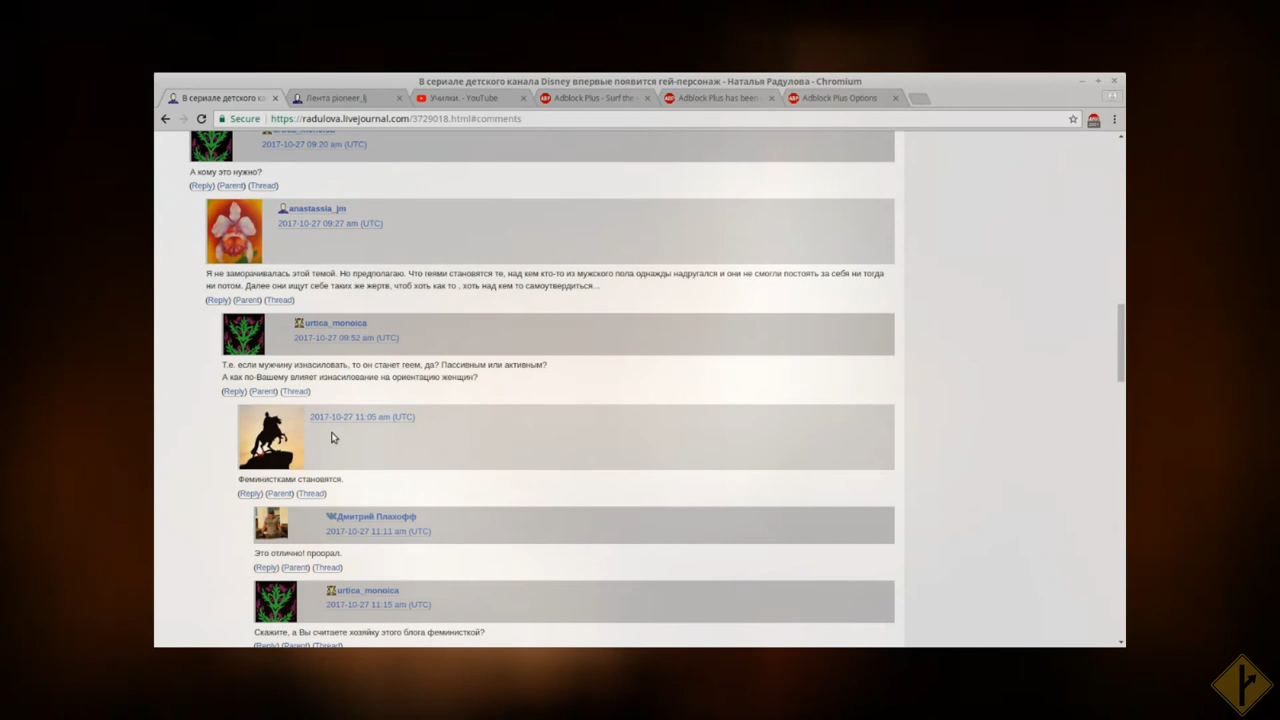 В сериале детского канала Disney впервые появится гей-персонаж - Наталья Радулова - Chromium
В сериале детского ка
Лента pioneer_lj
Училки. - YouTube
Adblock Plus - Surf the
Adblock Plus has been
Adblock Plus Options
Secure https://radulova.livejournal.com/3729018.html#comments
2017-10-27 09:20 am (UTC)
А кому это нужно?
(Reply) (Parent) (Thread)
anastassia_jm
2017-10-27 09:27 am (UTC)
Я не заморачивалась этой темой. Но предполагаю. Что геями становятся те, над кем кто-то из мужского пола однажды надругался и они не смогли постоять за себя ни тогда
ни потом. Далее они ищут себе таких же жертв, чтоб хоть как то , хоть над кем то самоутвердиться...
(Reply) (Parent) (Thread)
urtica_monoica
2017-10-27 09:52 am (UTC)
Т.е. если мужчину изнасиловать, то он станет геем, да? Пассивным или активным?
А как по-Вашему влияет изнасилование на ориентацию женщин?
(Reply) (Parent) (Thread)
2017-10-27 11:05 am (UTC)
Феминистками становятся.
(Reply) (Parent) (Thread)
Дмитрий Плахофф
2017-10-27 11:11 am (UTC)
Это отлично! проорал.
(Reply) (Parent) (Thread)
urtica_monoica
2017-10-27 11:15 am (UTC)
Скажите, а Вы считаете хозяйку этого блога феминисткой?
(Reply) (Parent) (Thread)